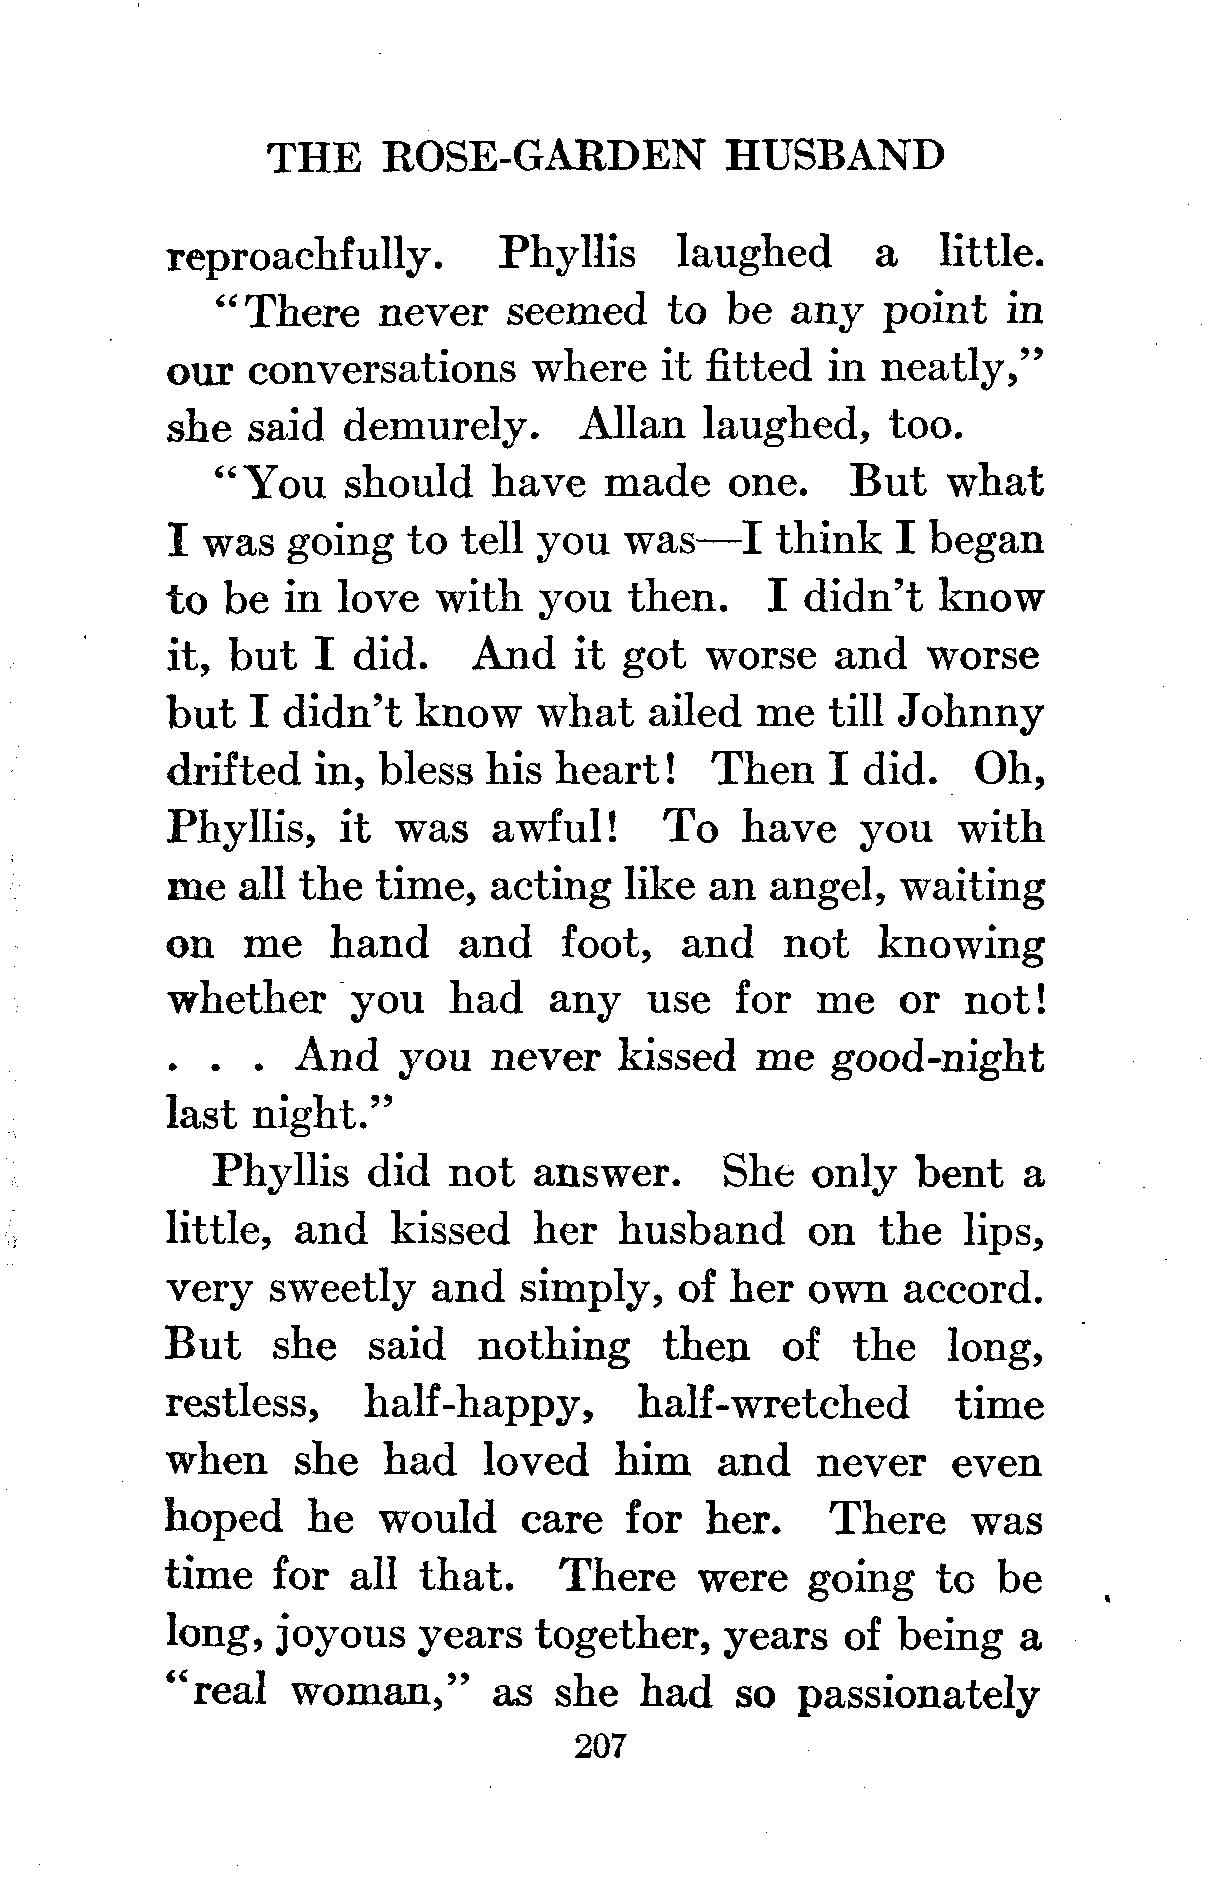 THE ROSE-GARDEN HUSBAND
reproachfully. Phyllis laughed a little.
“There never seemed to be any point in
our conversations where it fitted in neatly,”
she said demurely. Allan laughed, too.
“You should have made one. But what
I was going to tell you was—I think I began
to be in love with you then. I didn’t know
it, but I did. And it got worse and worse
but I didn’t know what ailed me till Johnny
drifted in, bless his heart! Then I did. Oh,
Phyllis, it was awful! To have you with
me all the time, acting like an angel, waiting
on me hand and foot, and not knowing
whether you had any use for me or not!
. . . And you never kissed me good-night
last night.”
Phyllis did not answer. She only bent a
little, and kissed her husband on the lips,
very sweetly and simply, of her own accord.
But she said nothing then of the long,
restless, half-happy, half-wretched time
when she had loved him and never even
hoped he would care for her. There was
time for all that. There were going to be
long, joyous years together, years of being a
“real woman,” as she had so passionately
207